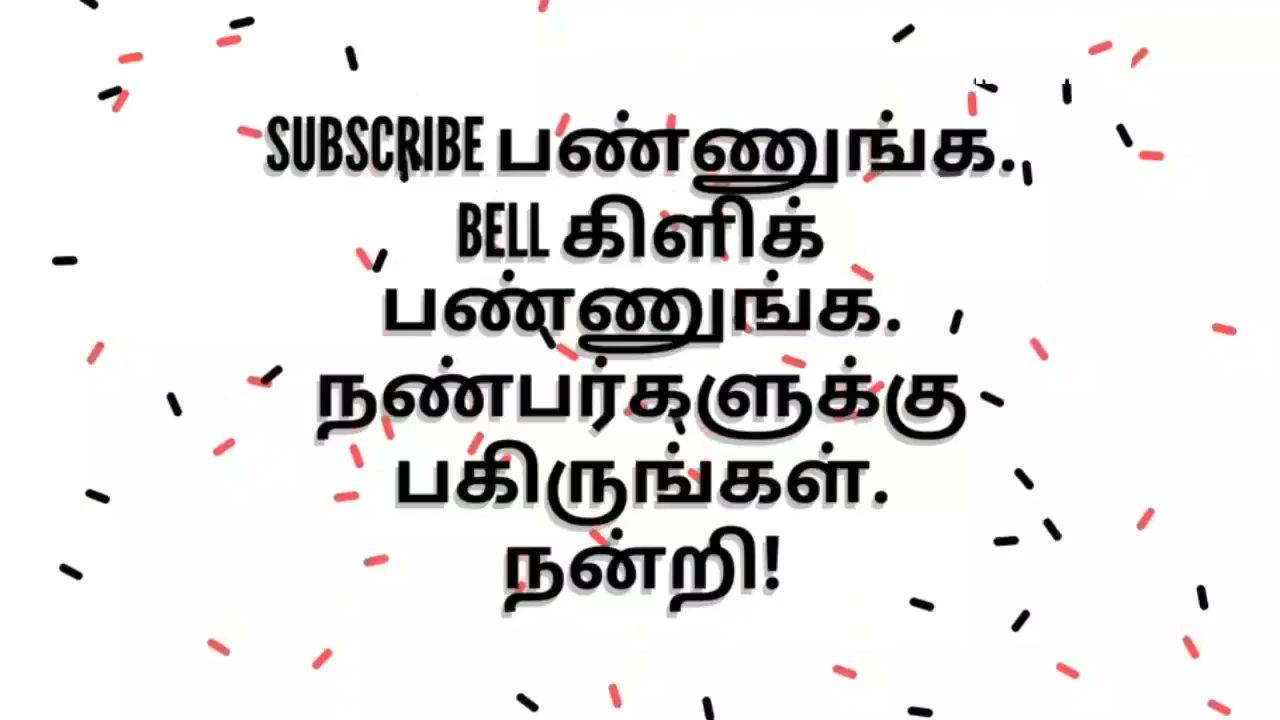 SUBSCRIBE பண்ணுங்க.
BELL கிளிக்
பண்ணுங்க.
நண்பர்களுக்கு
பகிருங்கள்.
நன்றி!